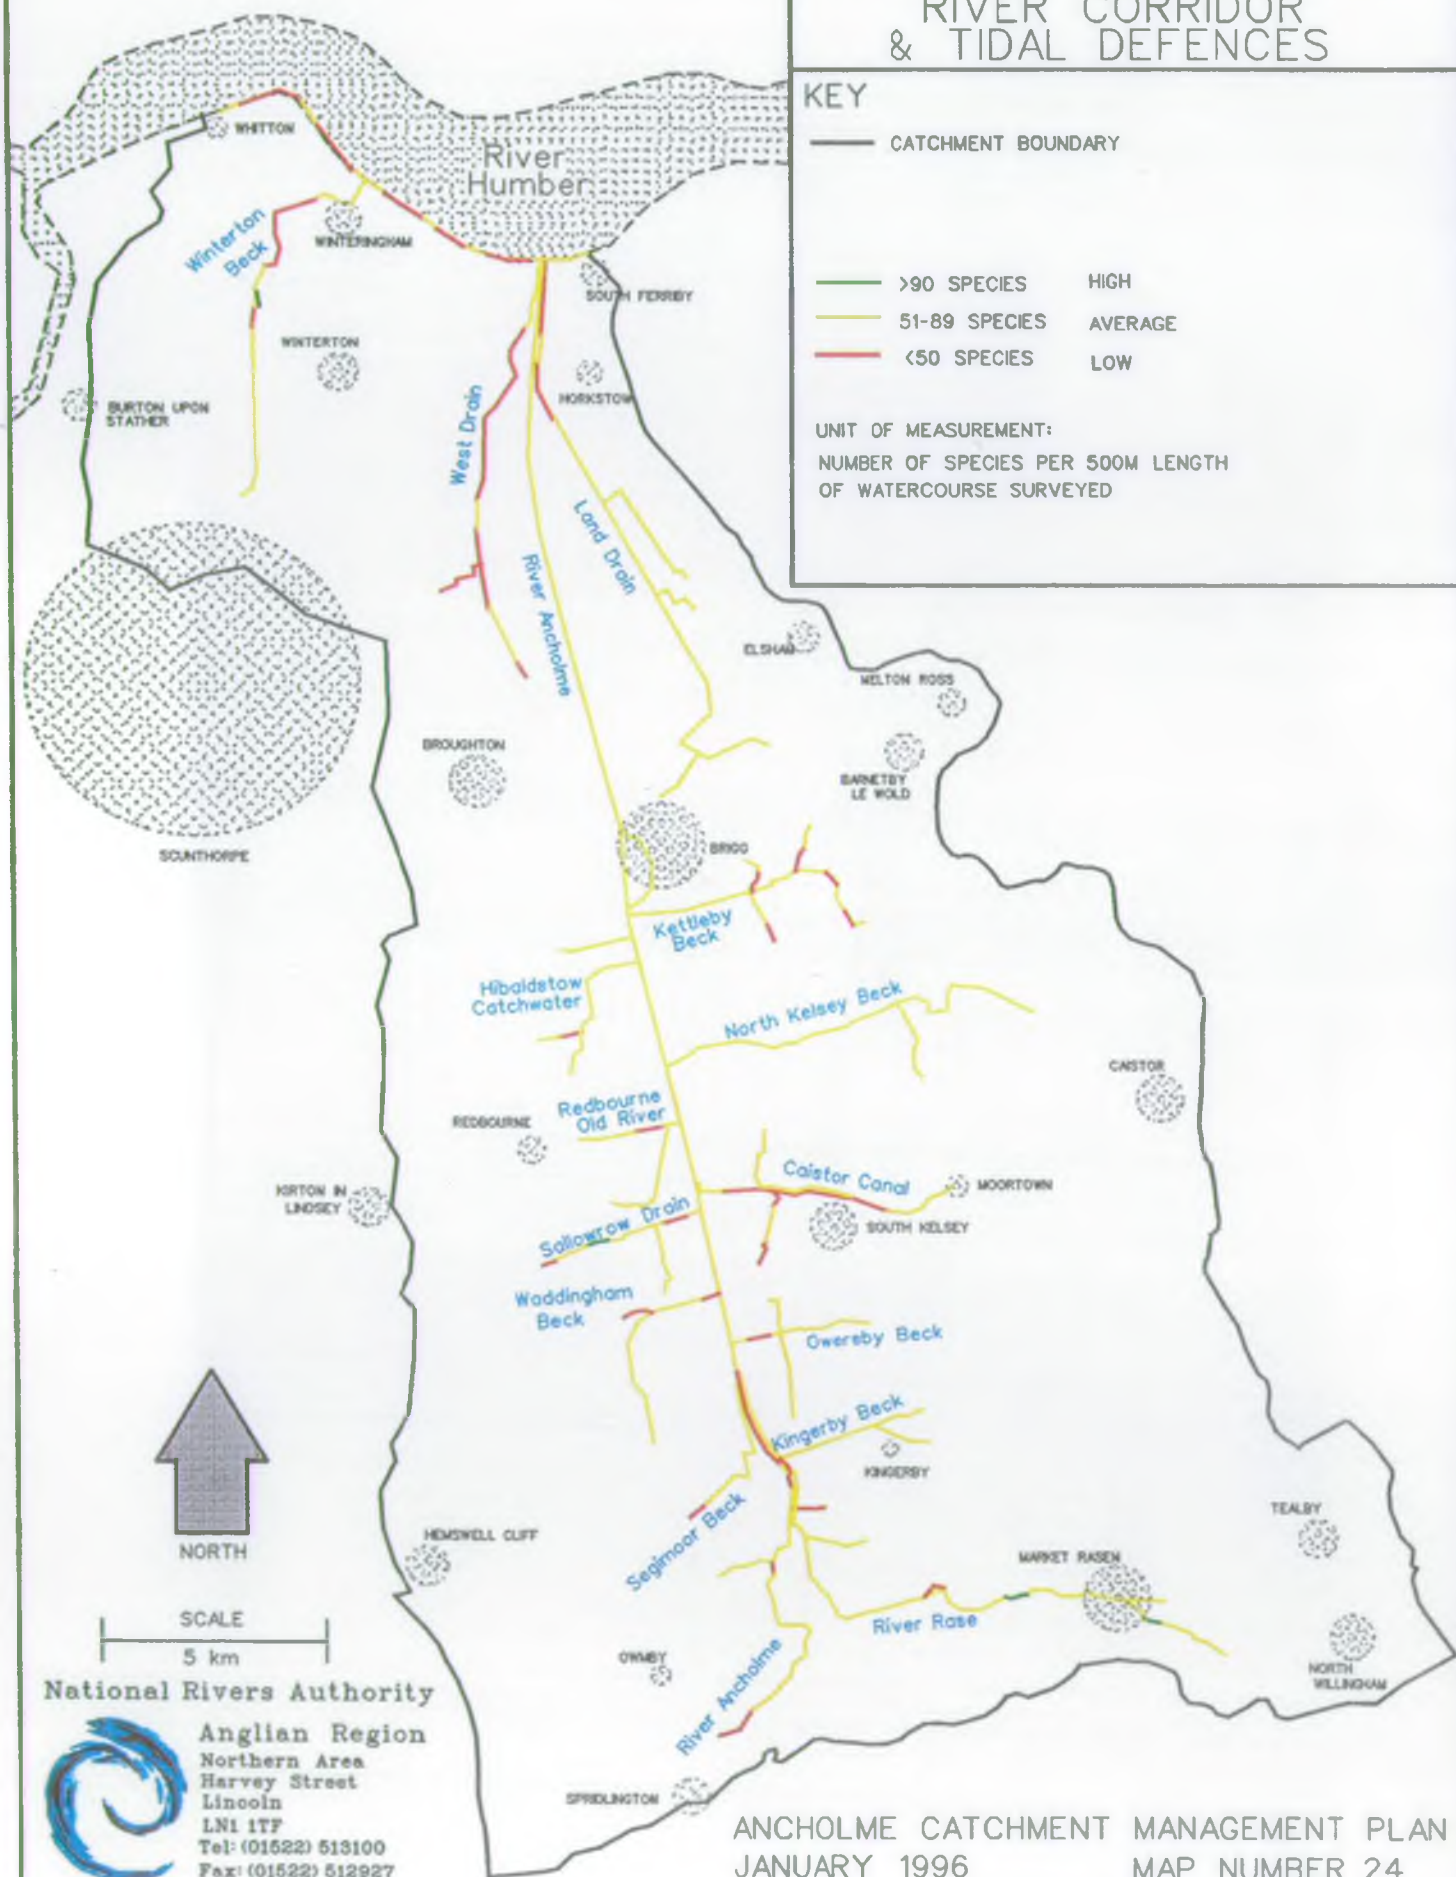 RIVER CORRIDOR
& TIDAL DEFENCES
KEY
CATCHMENT BOUNDARY
>90 SPECIES HIGH
51-89 SPECIES AVERAGE
<50 SPECIES LOW
UNIT OF MEASUREMENT:
NUMBER OF SPECIES PER 500M LENGTH
OF WATERCOURSE SURVEYED
WHITTON
River
Humber
Winterton
Beck
WINTERINGHAM
SOUTH FERRIBY
WINTERTON
HORKSTOW
BURTON UPON
STATHER
West Drain
Land Drain
River Ancholme
ELSHAM
MELTON ROSS
BROUGHTON
BARNETBY
LE WOLD
SCUNTHORPE
BRIGG
Kettleby
Beck
Hibaldstow
Catchwater
North Kelsey Beck
CAISTOR
Redbourne
Old River
REDBOURNE
Caistor Canal
MOORTOWN
KIRTON IN
LINDSEY
SOUTH KELSEY
Sallowrow Drain
Waddingham
Beck
Owereby Beck
Kingerby Beck
KINGERBY
Seggimoor Beck
HEMSWELL CLIFF
TEALBY
MARKET RASEN
NORTH
River Rase
SCALE
5 km
OWMBY
River Ancholme
NORTH
WILLINGHAM
National Rivers Authority
Anglian Region
Northern Area
Harvey Street
Lincoln
LN1 1TF
Tel: (01522) 513100
Fax: (01522) 512927
SPRIDLINGTON
ANCHOLME CATCHMENT MANAGEMENT PLAN
JANUARY 1996 MAP NUMBER 24